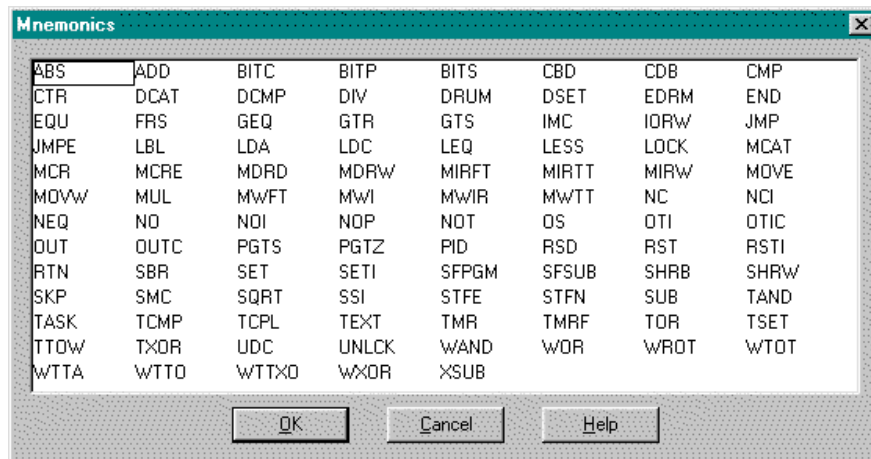 Mnemonics
ABS ADD BITC BITP BITS CBD CDB CMP
CTR DCAT DCMP DIV DRUM DSET EDRM END
EQU FRS GEQ GTR GTS IMC IORW JMP
JMPE LBL LDA LDC LEQ LESS LOCK MCAT
MCR MCRE MDRD MDRW MIRFT MIRTT MIRW MOVE
MOVW MUL MWFT MWI MWIR MWTT NC NCI
NEQ NO NOI NOP NOT OS OTI OTIC
OUT OUTC PGTS PGTZ PID RSD RST RSTI
RTN SBR SET SETI SFPGM SFSUB SHRB SHRW
SKP SMC SQRT SSI STFE STFN SUB TAND
TASK TCMP TCPL TEXT TMR TMRF TOR TSET
TTOW TXOR UDC UNLCK WAND WOR WROT WTOT
WTTA WTTO WTTXO WXOR XSUB
OK Cancel Help